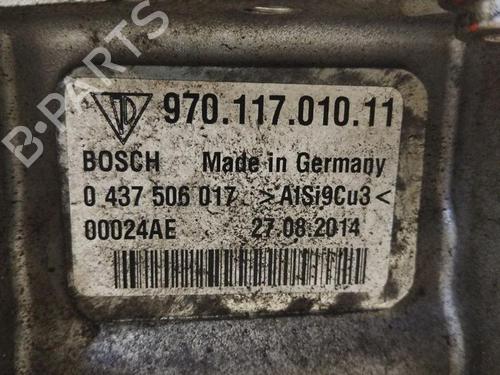 B-PARTS
970.117.010.11
BOSCH Made in Germany
0 437 506 017 >AlSi9Cu3<
00024AE 27.08.2014